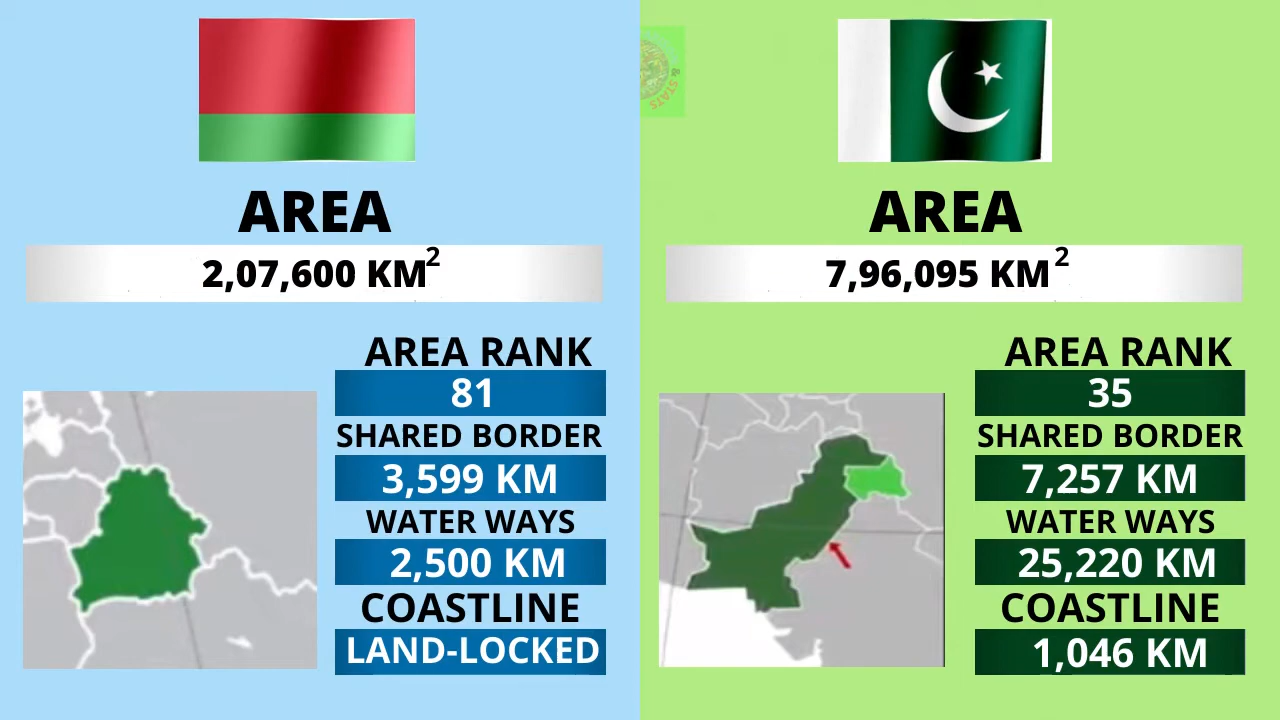 AREA
2,07,600 KM²
AREA RANK
81
SHARED BORDER
3,599 KM
WATER WAYS
2,500 KM
COASTLINE
LAND-LOCKED
& STATS
AREA
7,96,095 KM²
AREA RANK
35
SHARED BORDER
7,257 KM
WATER WAYS
25,220 KM
COASTLINE
1,046 KM